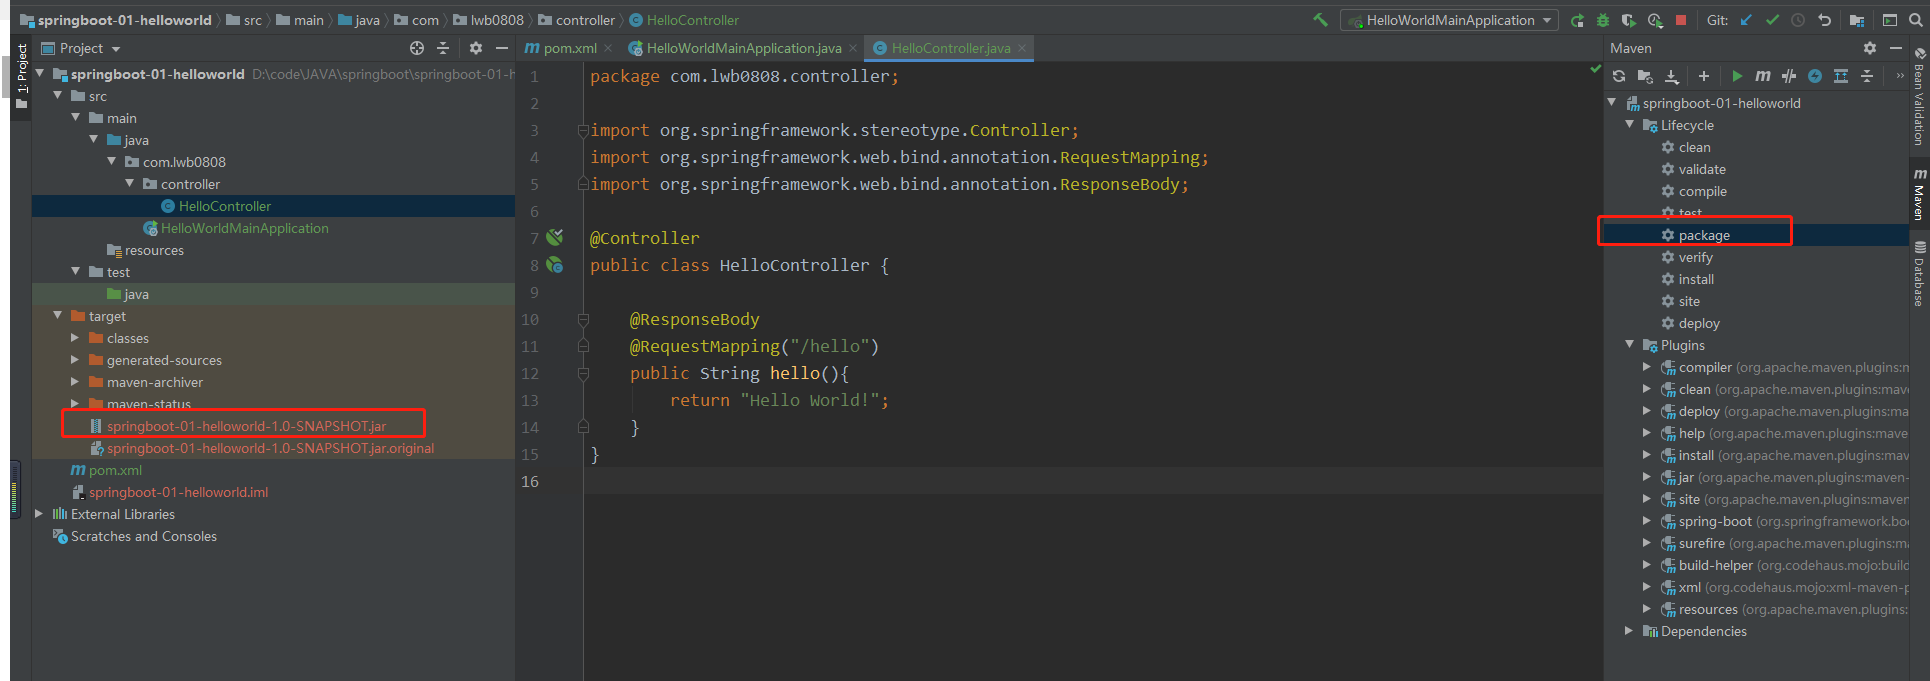 springboot-01-helloworld src main java com lwb0808 controller HelloController
HelloWorldMainApplication Git:
1: Project
Project
springboot-01-helloworld D:\code\JAVA\springboot\springboot-01-h
src
main
java
com.lwb0808
controller
HelloController
HelloWorldMainApplication
resources
test
java
target
classes
generated-sources
maven-archiver
maven-status
springboot-01-helloworld-1.0-SNAPSHOT.jar
springboot-01-helloworld-1.0-SNAPSHOT.jar.original
pom.xml
springboot-01-helloworld.iml
External Libraries
Scratches and Consoles
pom.xml HelloWorldMainApplication.java HelloController.java
1 package com.lwb0808.controller;
2
3 import org.springframework.stereotype.Controller;
4 import org.springframework.web.bind.annotation.RequestMapping;
5 import org.springframework.web.bind.annotation.ResponseBody;
6
7 @Controller
8 public class HelloController {
9
10 @ResponseBody
11 @RequestMapping("/hello")
12 public String hello(){
13 return "Hello World!";
14 }
15 }
16
Maven
springboot-01-helloworld
Lifecycle
clean
validate
compile
test
package
verify
install
site
deploy
Plugins
compiler (org.apache.maven.plugins:m
clean (org.apache.maven.plugins:mave
deploy (org.apache.maven.plugins:ma
help (org.apache.maven.plugins:mave
install (org.apache.maven.plugins:mav
jar (org.apache.maven.plugins:maven-
site (org.apache.maven.plugins:maven
spring-boot (org.springframework.bo
surefire (org.apache.maven.plugins:m
build-helper (org.codehaus.mojo:build
xml (org.codehaus.mojo:xml-maven-p
resources (org.apache.maven.plugins:
Dependencies
Bean Validation
Maven
Database